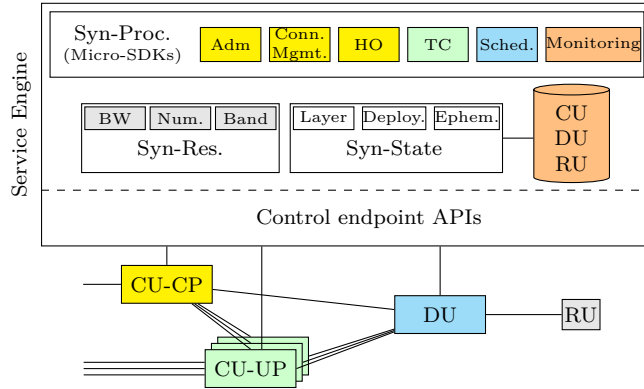 Service Engine
Syn-Proc.
(Micro-SDKs)
Adm
Conn.
Mgmt.
HO
TC
Sched.
Monitoring
BW
Num.
Band
Syn-Res.
Layer
Deploy.
Ephem.
Syn-State
CU
DU
RU
Control endpoint APIs
CU-CP
DU
RU
CU-UP